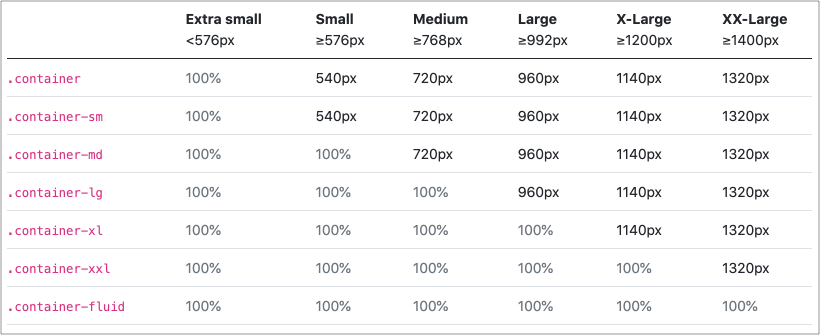 Extra small Small Medium Large X-Large XX-Large
<576px ≥576px ≥768px ≥992px ≥1200px ≥1400px
.container 100% 540px 720px 960px 1140px 1320px
.container-sm 100% 540px 720px 960px 1140px 1320px
.container-md 100% 100% 720px 960px 1140px 1320px
.container-lg 100% 100% 100% 960px 1140px 1320px
.container-xl 100% 100% 100% 100% 1140px 1320px
.container-xxl 100% 100% 100% 100% 100% 1320px
.container-fluid 100% 100% 100% 100% 100% 100%